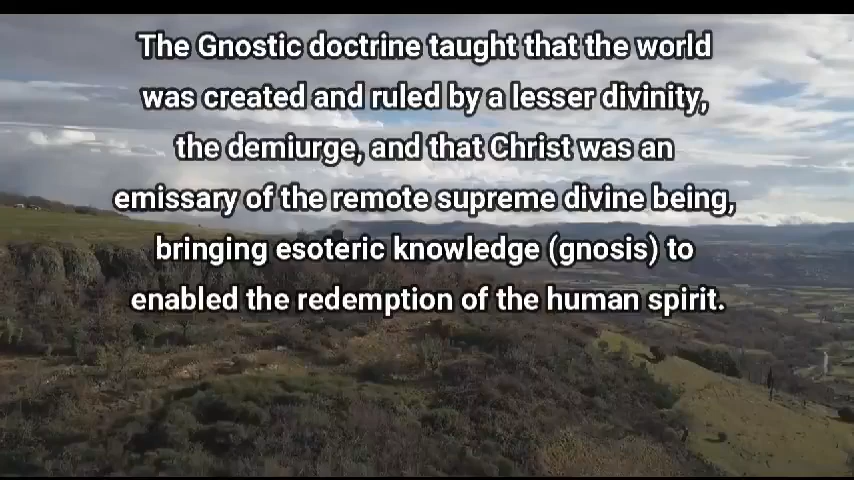 The Gnostic doctrine taught that the world
was created and ruled by a lesser divinity,
the demiurge, and that Christ was an
emissary of the remote supreme divine being,
bringing esoteric knowledge (gnosis) to
enabled the redemption of the human spirit.